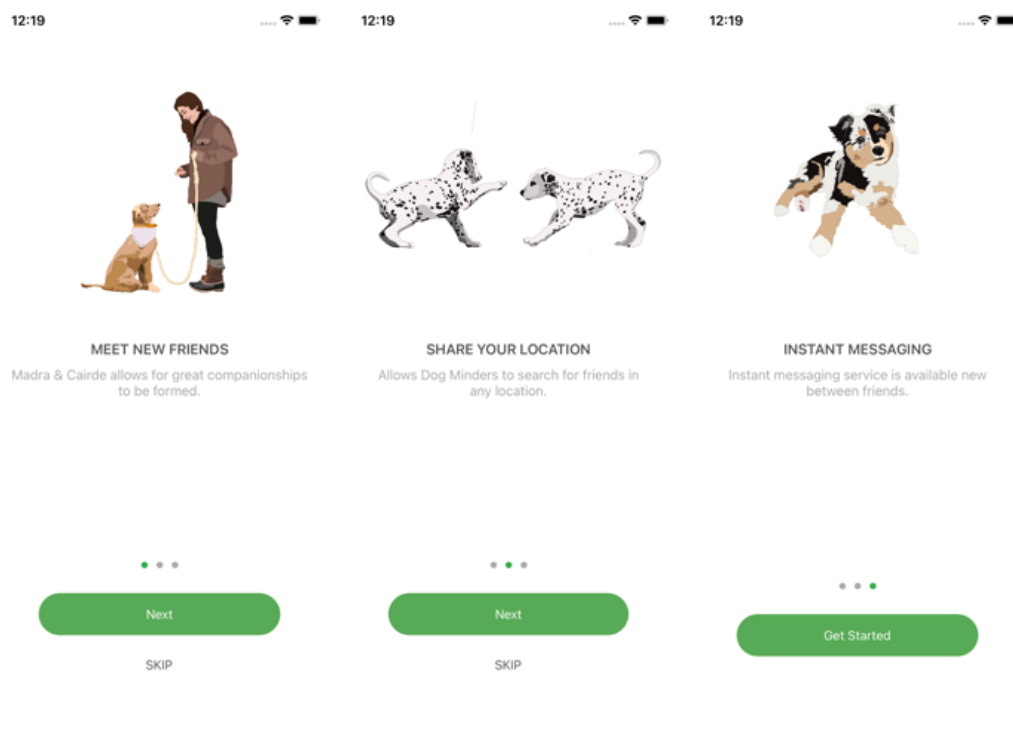 12:19
MEET NEW FRIENDS
Madra & Cairde allows for great companionships
to be formed.
Next
SKIP
12:19
SHARE YOUR LOCATION
Allows Dog Minders to search for friends in
any location.
Next
SKIP
12:19
INSTANT MESSAGING
Instant messaging service is available new
between friends.
Get Started